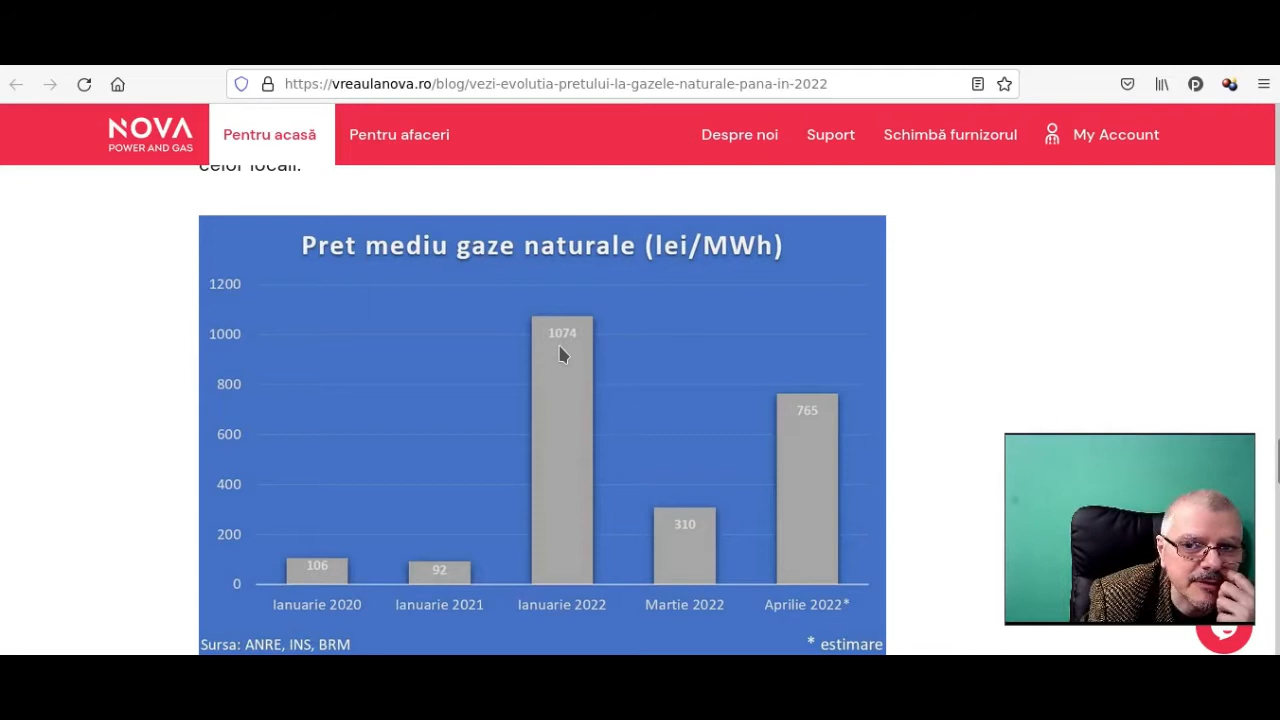 https://vreaulanova.ro/blog/vezi-evolutia-pretului-la-gazele-naturale-pana-in-2022
NOVA
POWER AND GAS
Pentru acasă
Pentru afaceri
Despre noi
Suport
Schimbă furnizorul
My Account
celor locali.
Pret mediu gaze naturale (lei/MWh)
1200
1000
800
600
400
200
0
106
92
1074
310
765
Ianuarie 2020
Ianuarie 2021
Ianuarie 2022
Martie 2022
Aprilie 2022*
Sursa: ANRE, INS, BRM
* estimare